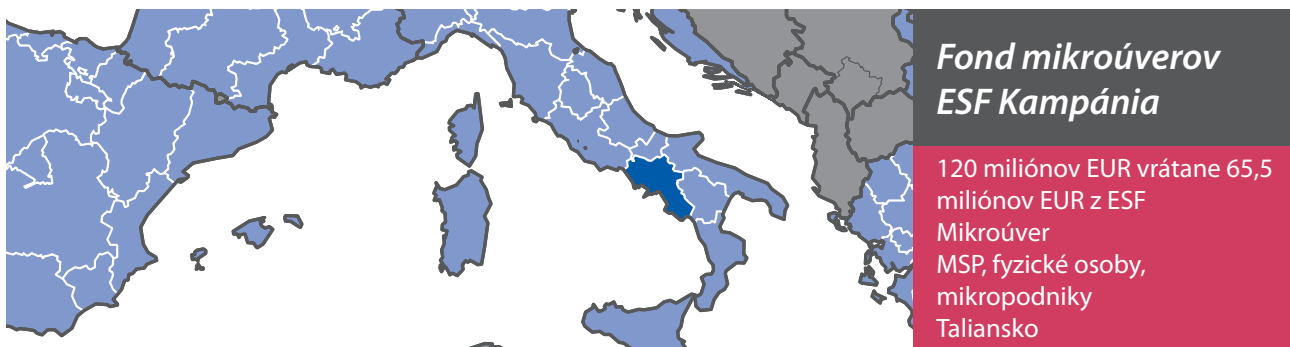 Fond mikroúverov
ESF Kampánia
120 miliónov EUR vrátane 65,5
miliónov EUR z ESF
Mikroúver
MSP, fyzické osoby,
mikropodniky
Taliansko